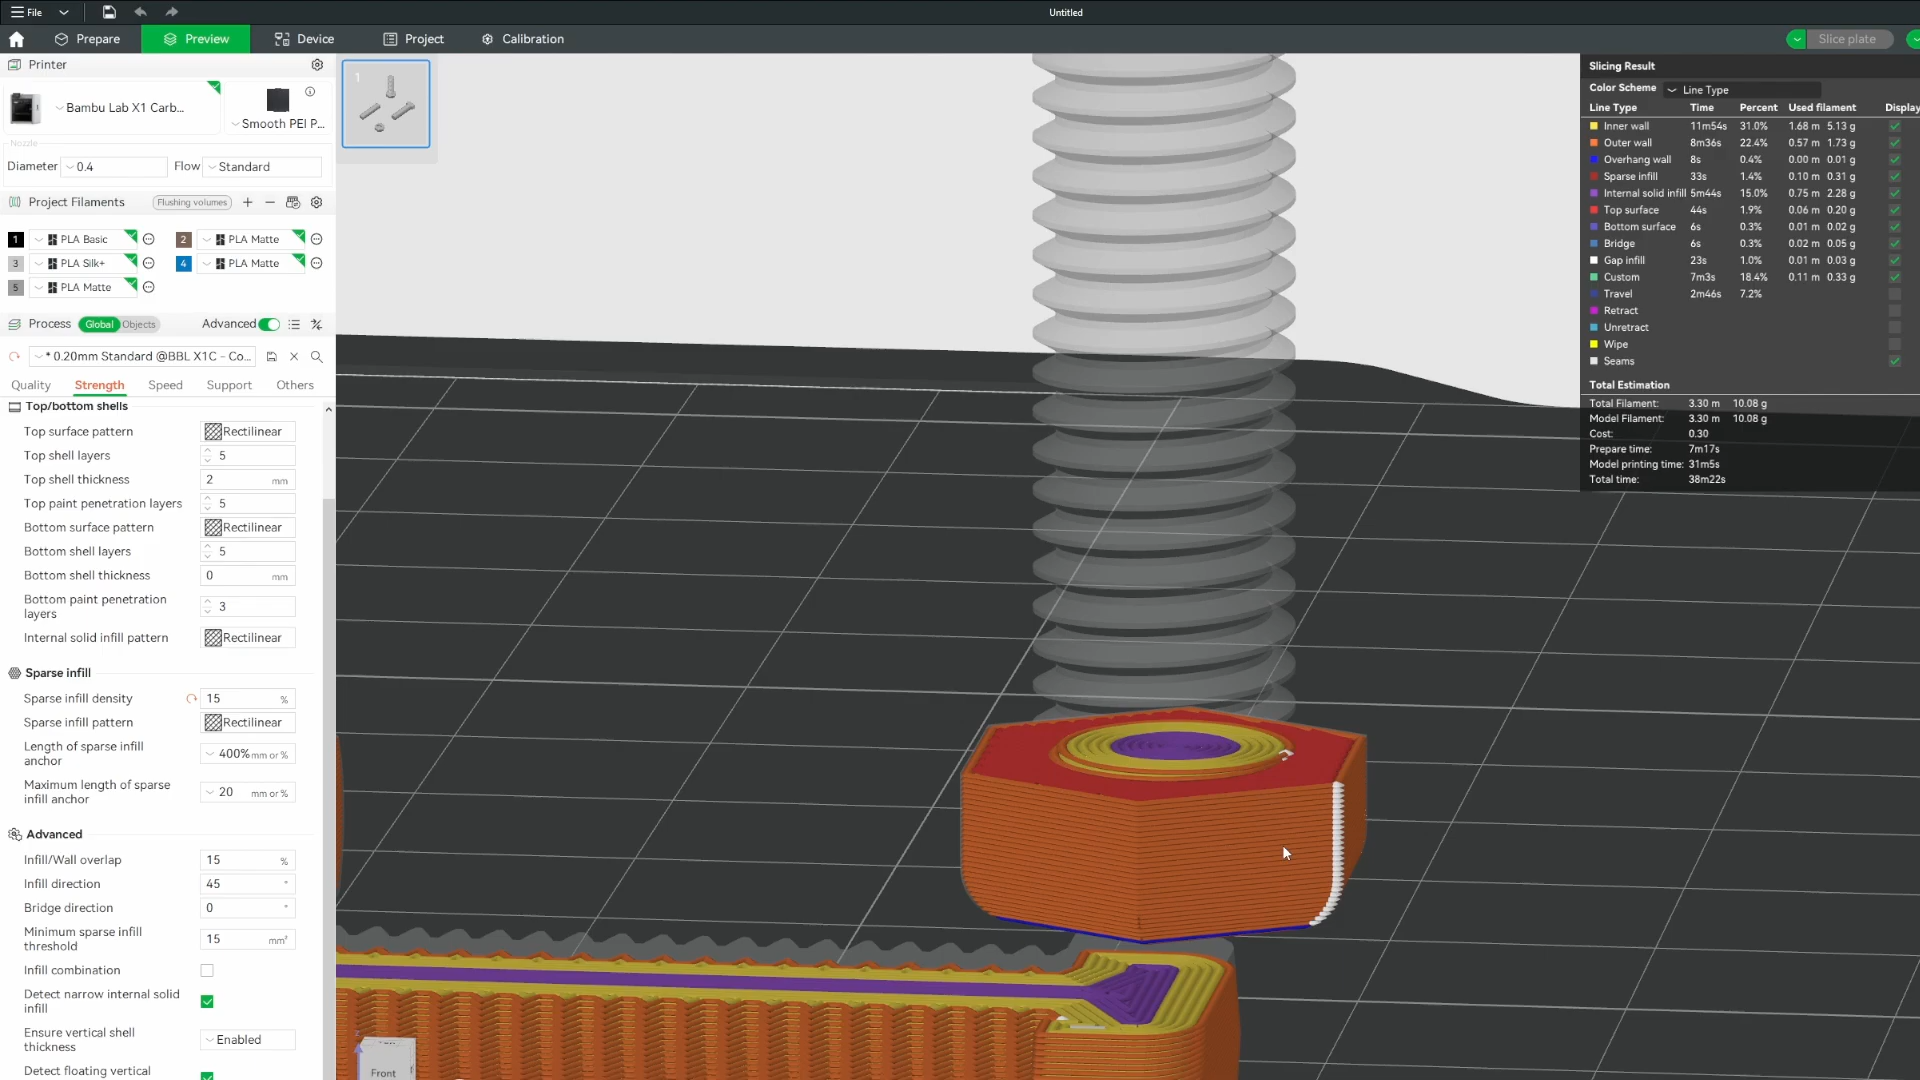 File
Untitled
Prepare
Preview
Device
Project
Calibration
Slice plate
Printer
Bambu Lab X1 Carb...
Smooth PEI P...
Nozzle
Diameter 0.4 Flow Standard
Project Filaments Flushing volumes
1 PLA Basic 2 PLA Matte
3 PLA Silk+ 4 PLA Matte
5 PLA Matte
Process Global Objects Advanced
* 0.20mm Standard @BBL X1C - Co...
Quality Strength Speed Support Others
Top/bottom shells
Top surface pattern Rectilinear
Top shell layers 5
Top shell thickness 2 mm
Top paint penetration layers 5
Bottom surface pattern Rectilinear
Bottom shell layers 5
Bottom shell thickness 0 mm
Bottom paint penetration
layers 3
Internal solid infill pattern Rectilinear
Sparse infill
Sparse infill density 15 %
Sparse infill pattern Rectilinear
Length of sparse infill
anchor 400% mm or %
Maximum length of sparse
infill anchor 20 mm or %
Advanced
Infill/Wall overlap 15 %
Infill direction 45 °
Bridge direction 0 °
Minimum sparse infill
threshold 15 mm²
Infill combination
Detect narrow internal solid
infill
Ensure vertical shell
thickness Enabled
Detect floating vertical
1
Front
Slicing Result
Color Scheme Line Type
Line Type Time Percent Used filament Display
Inner wall 11m54s 31.0% 1.68 m 5.13 g
Outer wall 8m36s 22.4% 0.57 m 1.73 g
Overhang wall 8s 0.4% 0.00 m 0.01 g
Sparse infill 33s 1.4% 0.10 m 0.31 g
Internal solid infill 5m44s 15.0% 0.75 m 2.28 g
Top surface 44s 1.9% 0.06 m 0.20 g
Bottom surface 6s 0.3% 0.01 m 0.02 g
Bridge 6s 0.3% 0.02 m 0.05 g
Gap infill 23s 1.0% 0.01 m 0.03 g
Custom 7m3s 18.4% 0.11 m 0.33 g
Travel 2m46s 7.2%
Retract
Unretract
Wipe
Seams
Total Estimation
Total Filament: 3.30 m 10.08 g
Model Filament: 3.30 m 10.08 g
Cost: 0.30
Prepare time: 7m17s
Model printing time: 31m5s
Total time: 38m22s